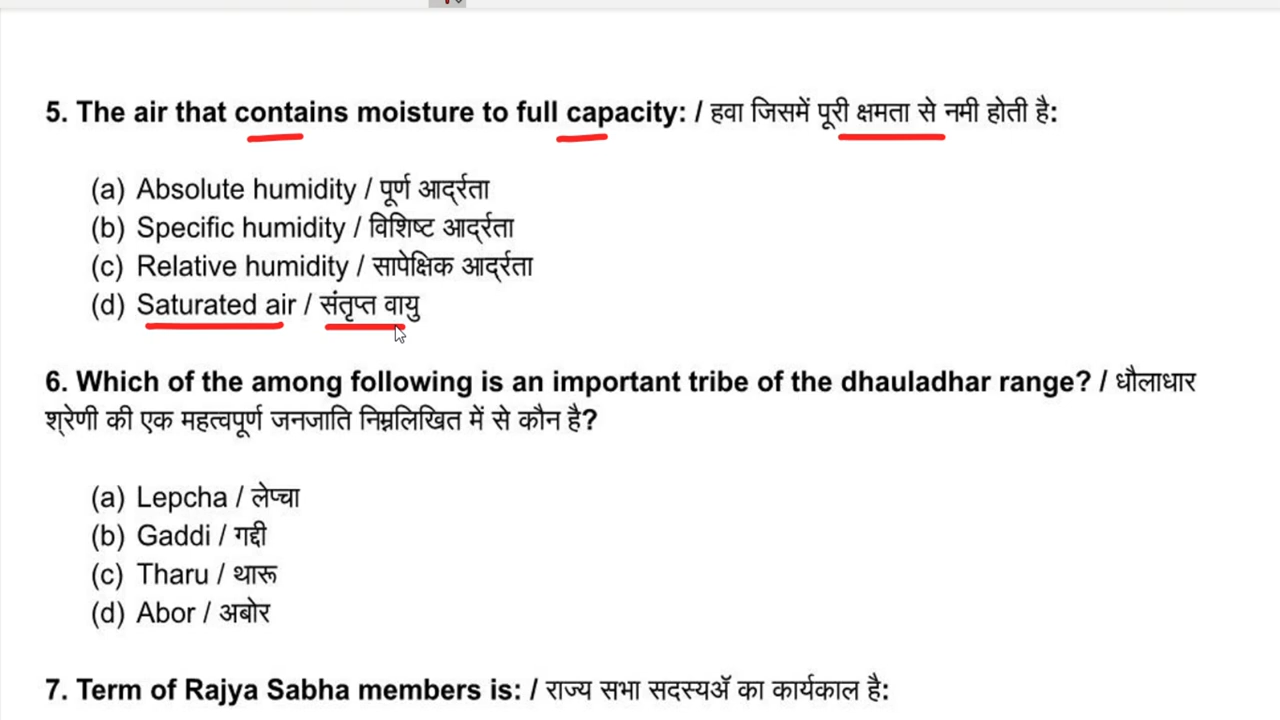 5. The air that contains moisture to full capacity: / हवा जिसमें पूरी क्षमता से नमी होती है:
(a) Absolute humidity / पूर्ण आर्द्रता
(b) Specific humidity / विशिष्ट आर्द्रता
(c) Relative humidity / सापेक्षिक आर्द्रता
(d) Saturated air / संतृप्त वायु
6. Which of the among following is an important tribe of the dhauladhar range? / धौलाधार
श्रेणी की एक महत्वपूर्ण जनजाति निम्नलिखित में से कौन है?
(a) Lepcha / लेप्चा
(b) Gaddi / गद्दी
(c) Tharu / थारू
(d) Abor / अबोर
7. Term of Rajya Sabha members is: / राज्य सभा सदस्यॲ का कार्यकाल है: